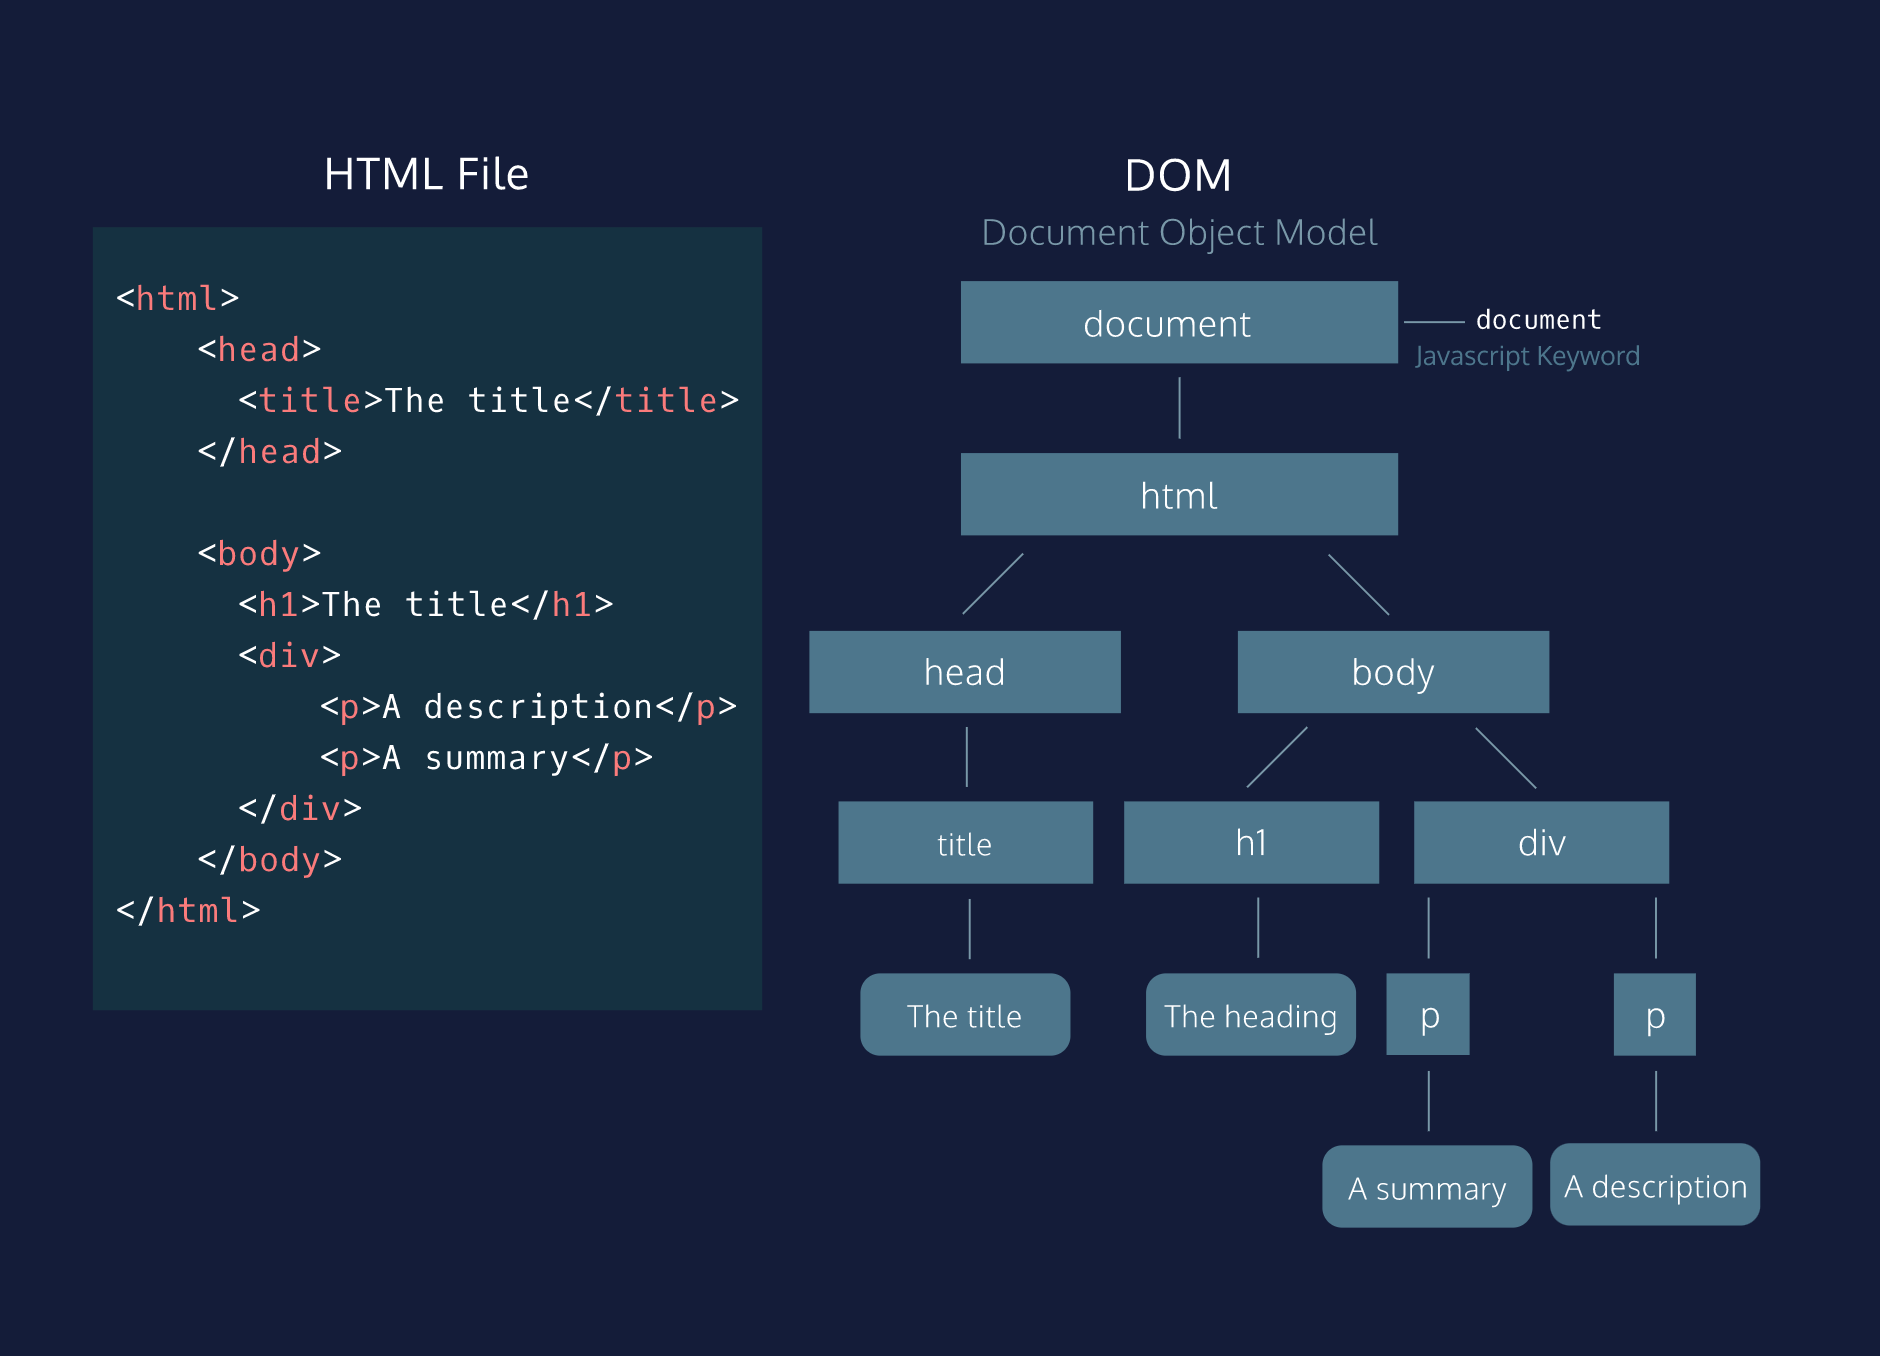 HTML File
<html>
<head>
<title>The title</title>
</head>
<body>
<h1>The title</h1>
<div>
<p>A description</p>
<p>A summary</p>
</div>
</body>
</html>
DOM
Document Object Model
document
document
Javascript Keyword
html
head
body
title
h1
div
The title
The heading
p
p
A summary
A description